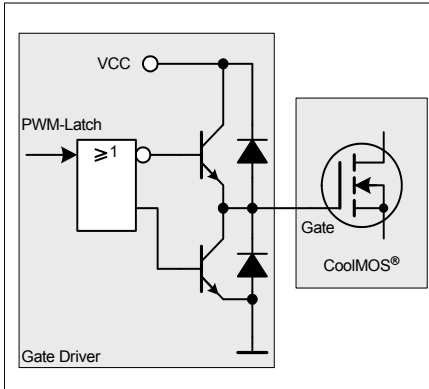 VCC
PWM-Latch
≥1
Gate
CoolMOS®
Gate Driver